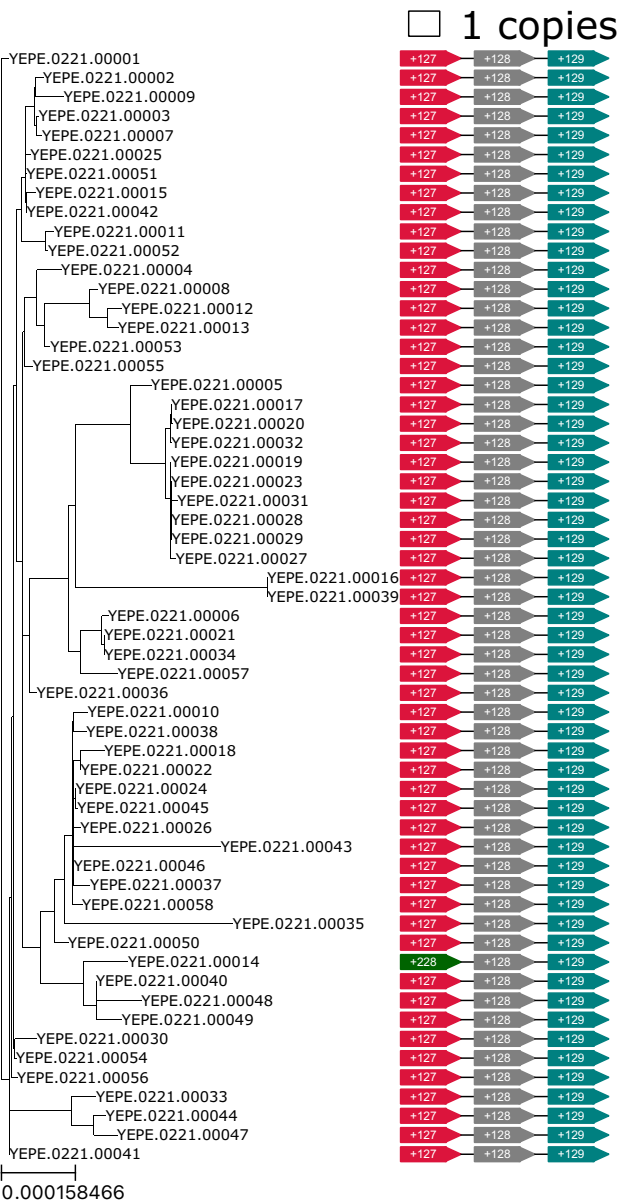 1 copies
YEPE.0221.00001 +127 +128 +129
YEPE.0221.00002 +127 +128 +129
YEPE.0221.00009 +127 +128 +129
YEPE.0221.00003 +127 +128 +129
YEPE.0221.00007 +127 +128 +129
YEPE.0221.00025 +127 +128 +129
YEPE.0221.00051 +127 +128 +129
YEPE.0221.00015 +127 +128 +129
YEPE.0221.00042 +127 +128 +129
YEPE.0221.00011 +127 +128 +129
YEPE.0221.00052 +127 +128 +129
YEPE.0221.00004 +127 +128 +129
YEPE.0221.00008 +127 +128 +129
YEPE.0221.00012 +127 +128 +129
YEPE.0221.00013 +127 +128 +129
YEPE.0221.00053 +127 +128 +129
YEPE.0221.00055 +127 +128 +129
YEPE.0221.00005 +127 +128 +129
YEPE.0221.00017 +127 +128 +129
YEPE.0221.00020 +127 +128 +129
YEPE.0221.00032 +127 +128 +129
YEPE.0221.00019 +127 +128 +129
YEPE.0221.00023 +127 +128 +129
YEPE.0221.00031 +127 +128 +129
YEPE.0221.00028 +127 +128 +129
YEPE.0221.00029 +127 +128 +129
YEPE.0221.00027 +127 +128 +129
YEPE.0221.00016 +127 +128 +129
YEPE.0221.00039 +127 +128 +129
YEPE.0221.00006 +127 +128 +129
YEPE.0221.00021 +127 +128 +129
YEPE.0221.00034 +127 +128 +129
YEPE.0221.00057 +127 +128 +129
YEPE.0221.00036 +127 +128 +129
YEPE.0221.00010 +127 +128 +129
YEPE.0221.00038 +127 +128 +129
YEPE.0221.00018 +127 +128 +129
YEPE.0221.00022 +127 +128 +129
YEPE.0221.00024 +127 +128 +129
YEPE.0221.00045 +127 +128 +129
YEPE.0221.00026 +127 +128 +129
YEPE.0221.00043 +127 +128 +129
YEPE.0221.00046 +127 +128 +129
YEPE.0221.00037 +127 +128 +129
YEPE.0221.00058 +127 +128 +129
YEPE.0221.00035 +127 +128 +129
YEPE.0221.00050 +127 +128 +129
YEPE.0221.00014 +228 +128 +129
YEPE.0221.00040 +127 +128 +129
YEPE.0221.00048 +127 +128 +129
YEPE.0221.00049 +127 +128 +129
YEPE.0221.00030 +127 +128 +129
YEPE.0221.00054 +127 +128 +129
YEPE.0221.00056 +127 +128 +129
YEPE.0221.00033 +127 +128 +129
YEPE.0221.00044 +127 +128 +129
YEPE.0221.00047 +127 +128 +129
YEPE.0221.00041 +127 +128 +129
0.000158466